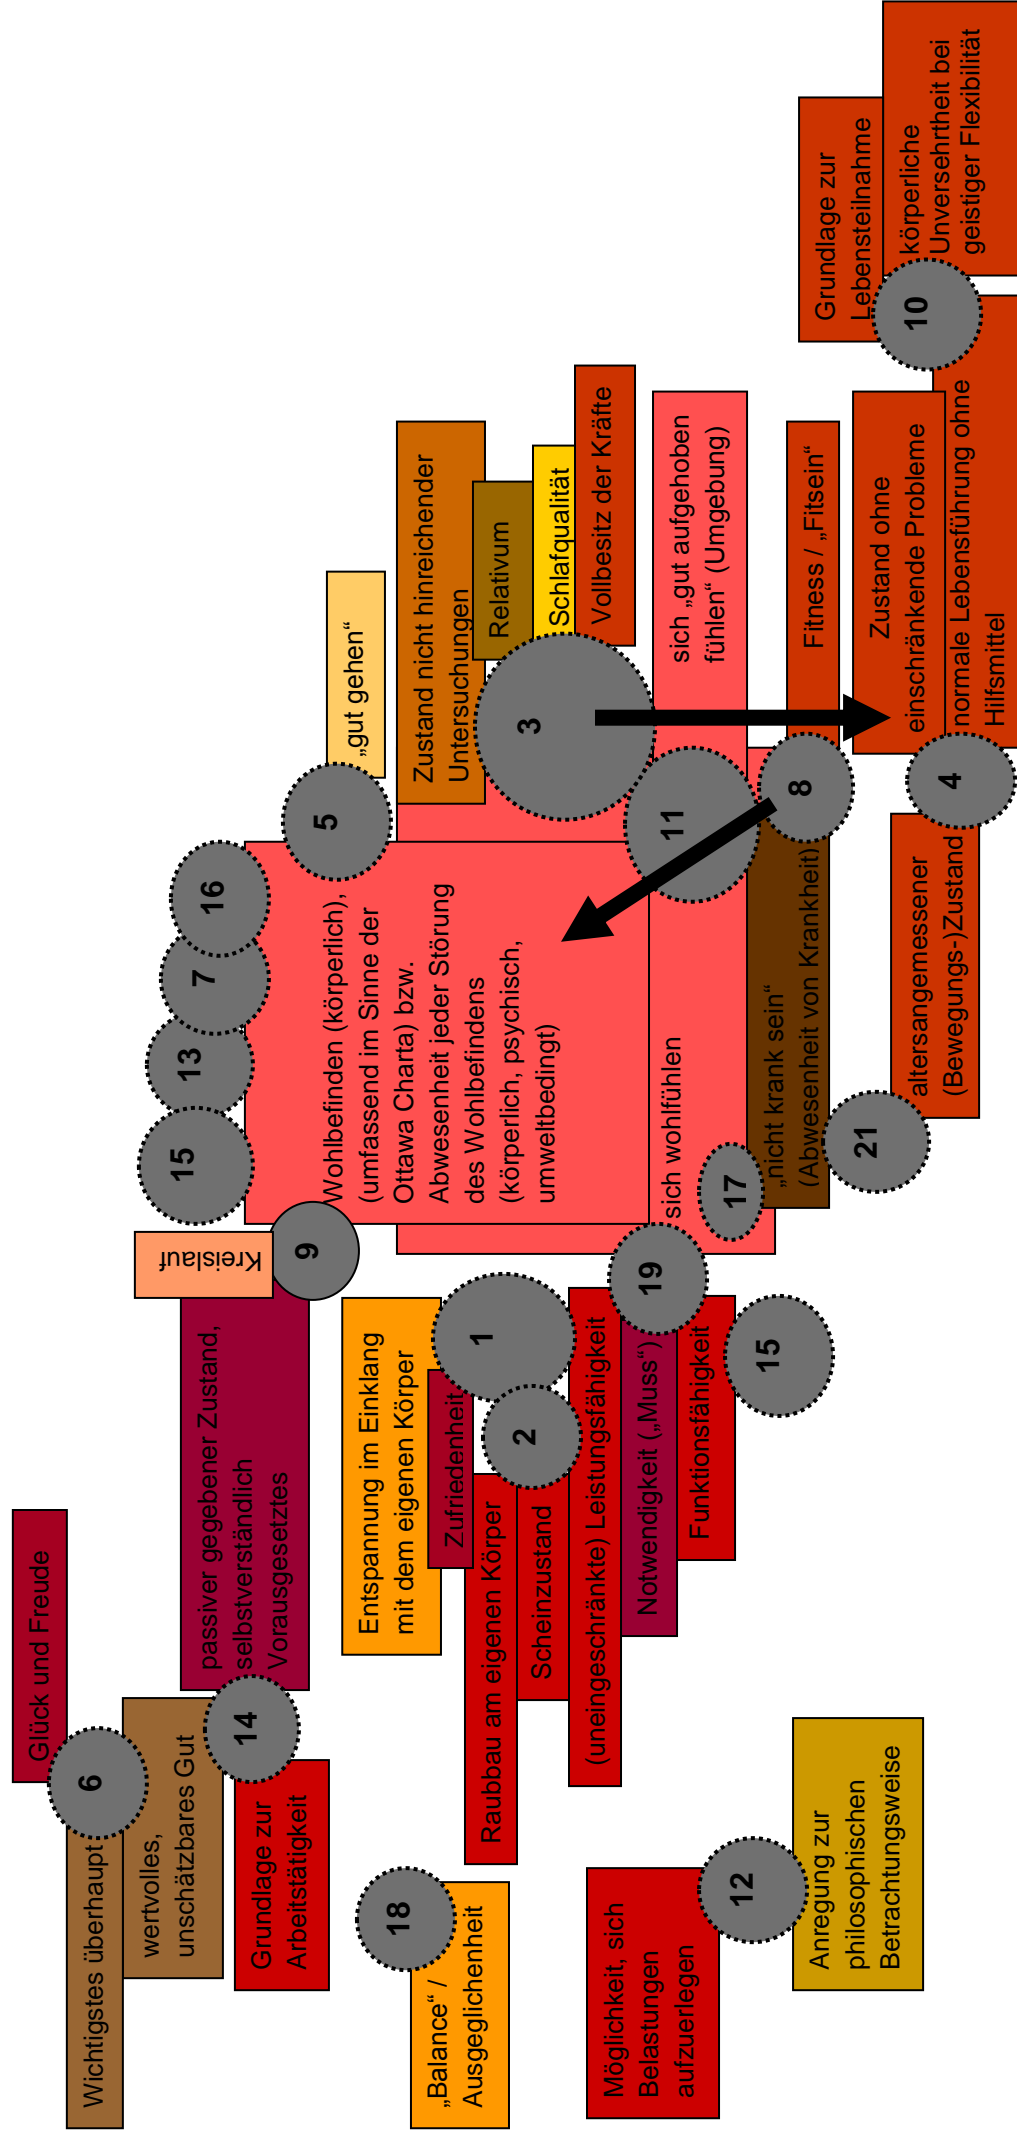 Glück und Freude
6
Wichtigstes überhaupt
wertvolles,
unschätzbares Gut
14
Grundlage zur
Arbeitstätigkeit
passiver gegebener Zustand,
selbstverständlich
Vorausgesetztes
Kreislauf
9
15
13
7
16
Wohlbefinden (körperlich),
(umfassend im Sinne der
Ottawa Charta) bzw.
Abwesenheit jeder Störung
des Wohlbefindens
(körperlich, psychisch,
umweltbedingt)
5
„gut gehen“
Zustand nicht hinreichender
Untersuchungen
Relativum
Schlafqualität
Vollbesitz der Kräfte
3
11
sich „gut aufgehoben
fühlen“ (Umgebung)
18
„Balance“ /
Ausgeglichenheit
Entspannung im Einklang
mit dem eigenen Körper
Zufriedenheit
1
2
Raubbau am eigenen Körper
Scheinzustand
(uneingeschränkte) Leistungsfähigkeit
Notwendigkeit („Muss“)
Funktionsfähigkeit
19
15
sich wohlfühlen
17
„nicht krank sein“
(Abwesenheit von Krankheit)
8
Fitness / „Fitsein“
21
altersangemessener
(Bewegungs-)Zustand
4
Zustand ohne
einschränkende Probleme
normale Lebensführung ohne
Hilfsmittel
10
Grundlage zur
Lebensteilnahme
körperliche
Unversehrtheit bei
geistiger Flexibilität
Möglichkeit, sich
Belastungen
aufzuerlegen
12
Anregung zur
philosophischen
Betrachtungsweise